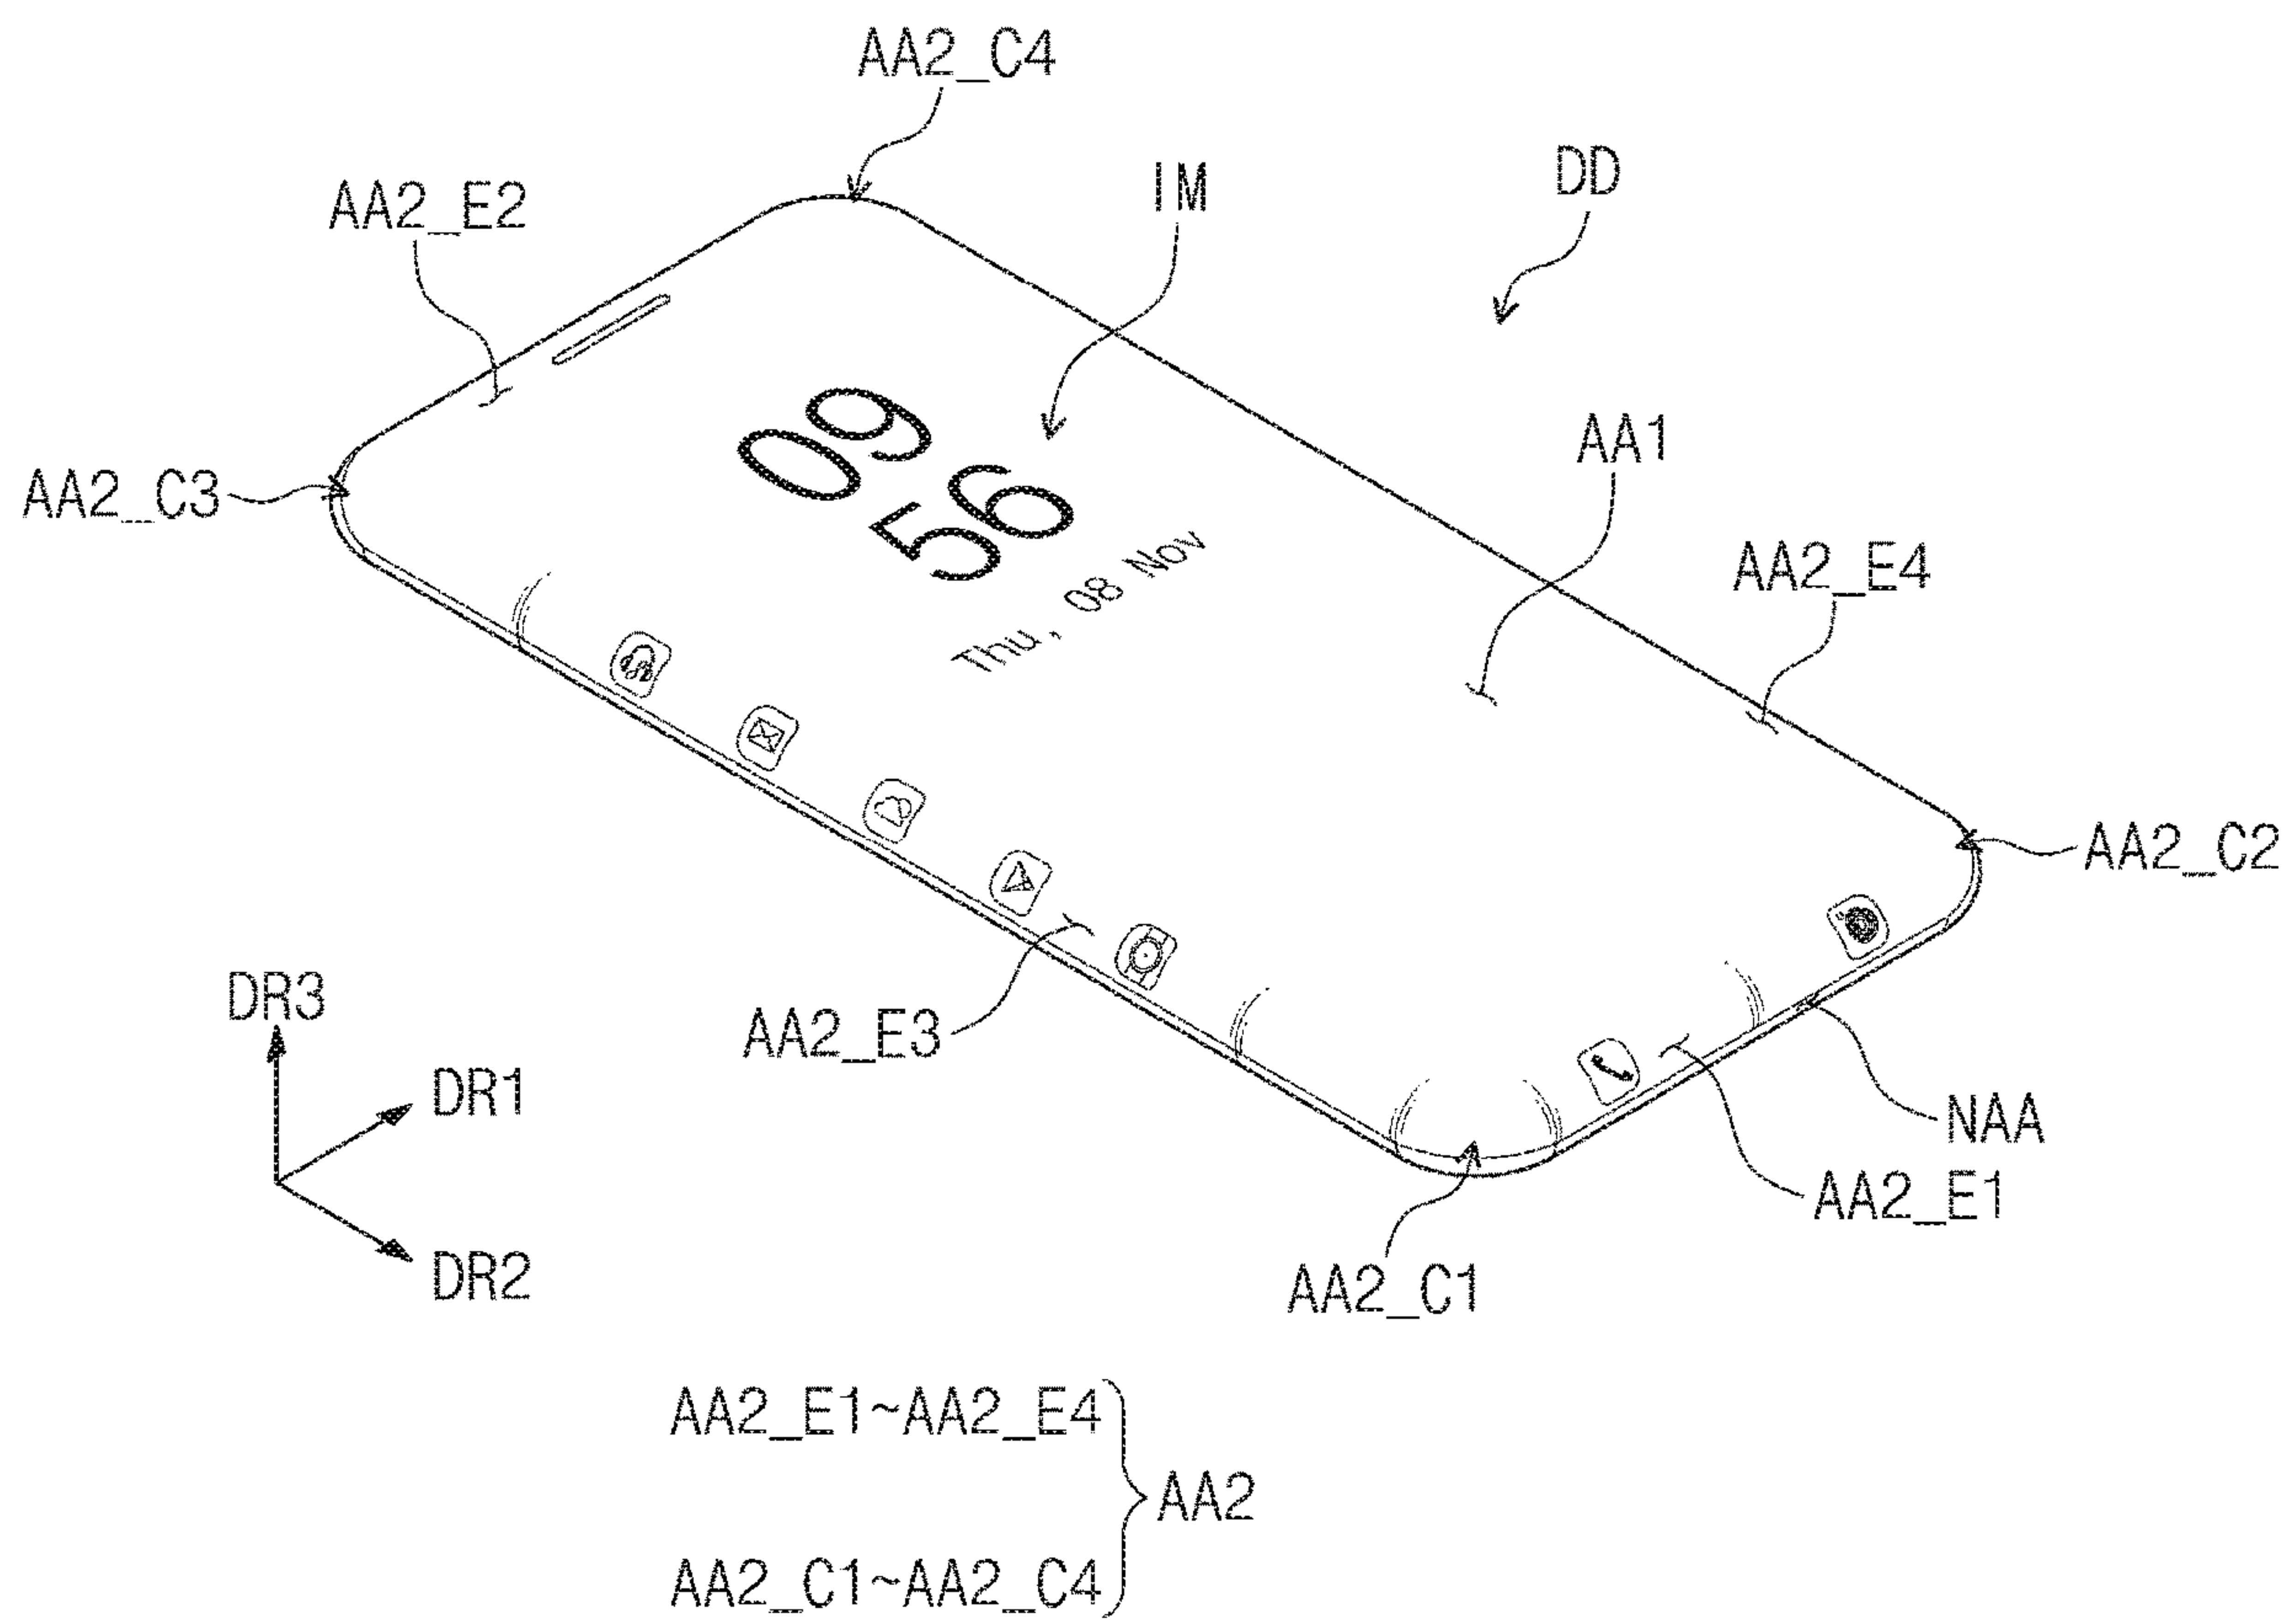 AA2_C4
DD
IM
AA2_E2
AA1
AA2_C3
09
56
Thu, 08 Nov
AA2_E4
AA2_C2
DR3
AA2_E3
DR1
NAA
AA2_E1
DR2
AA2_C1
AA2_E1~AA2_E4
AA2
AA2_C1~AA2_C4